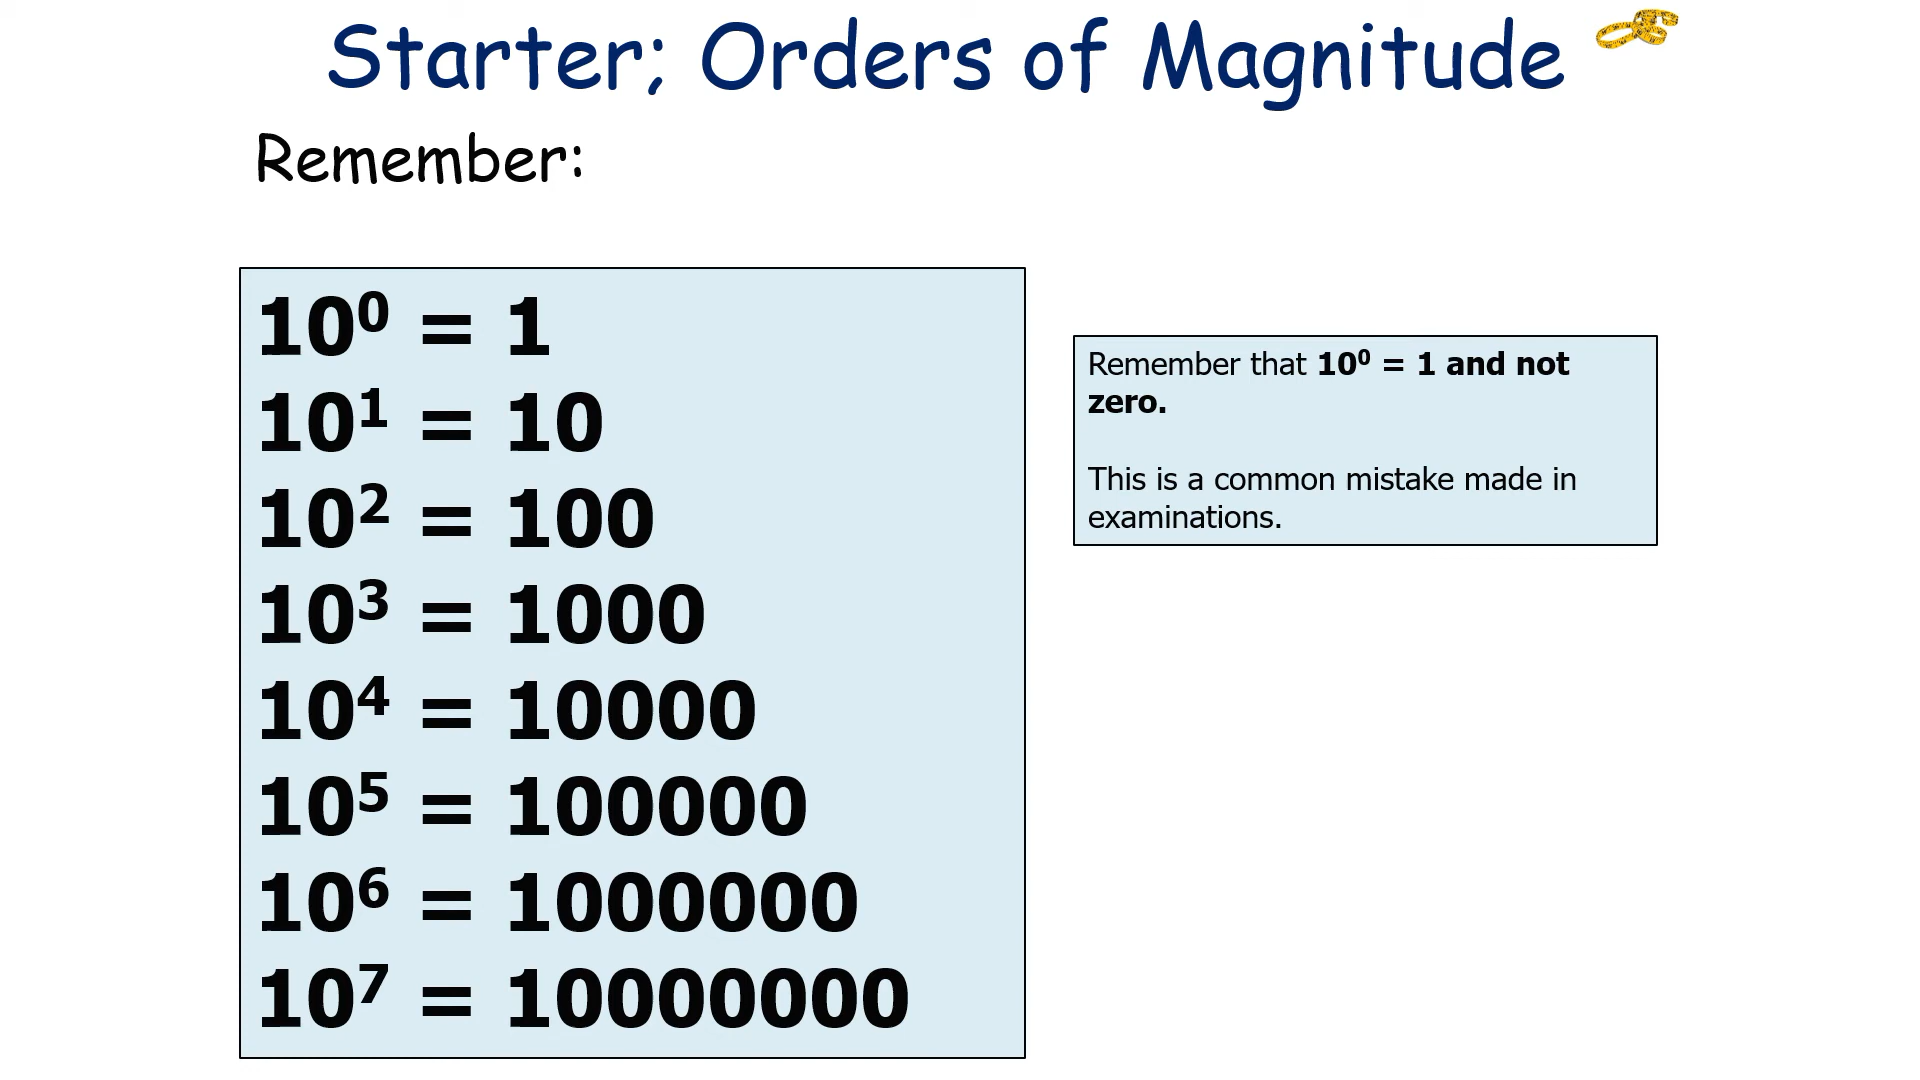 Starter; Orders of Magnitude
Remember:
10⁰ = 1
10¹ = 10
10² = 100
10³ = 1000
10⁴ = 10000
10⁵ = 100000
10⁶ = 1000000
10⁷ = 10000000
Remember that 10⁰ = 1 and not
zero.
This is a common mistake made in
examinations.